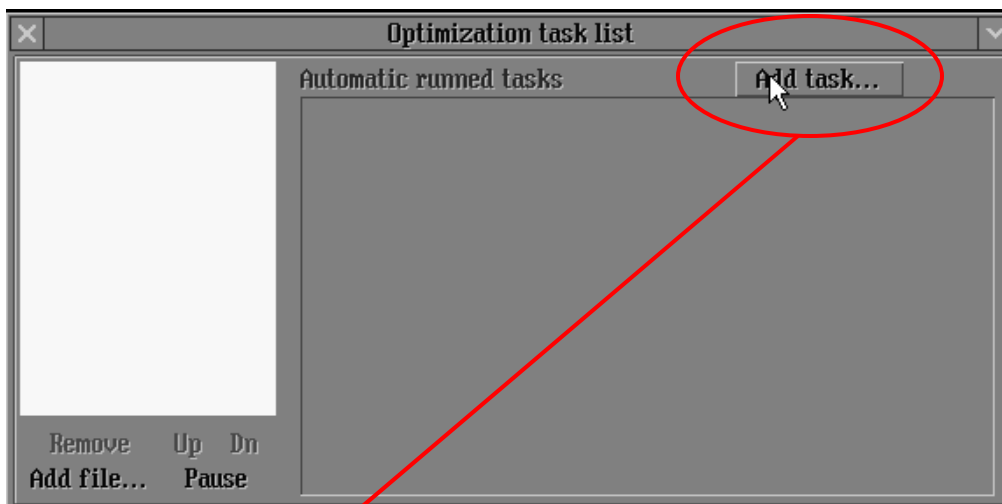 Optimization task list
Automatic runned tasks Add task...
Remove Up Dn
Add file... Pause